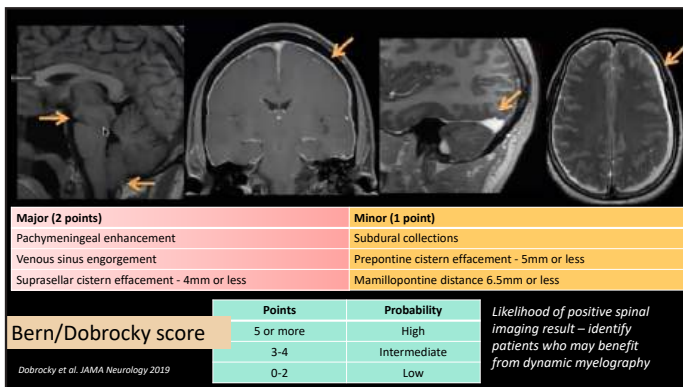 Major (2 points) Minor (1 point)
Pachymeningeal enhancement Subdural collections
Venous sinus engorgement Prepontine cistern effacement - 5mm or less
Suprasellar cistern effacement - 4mm or less Mamillopontine distance 6.5mm or less
Bern/Dobrocky score
Dobrocky et al. JAMA Neurology 2019
Points Probability
5 or more High
3-4 Intermediate
0-2 Low
Likelihood of positive spinal
imaging result – identify
patients who may benefit
from dynamic myelography